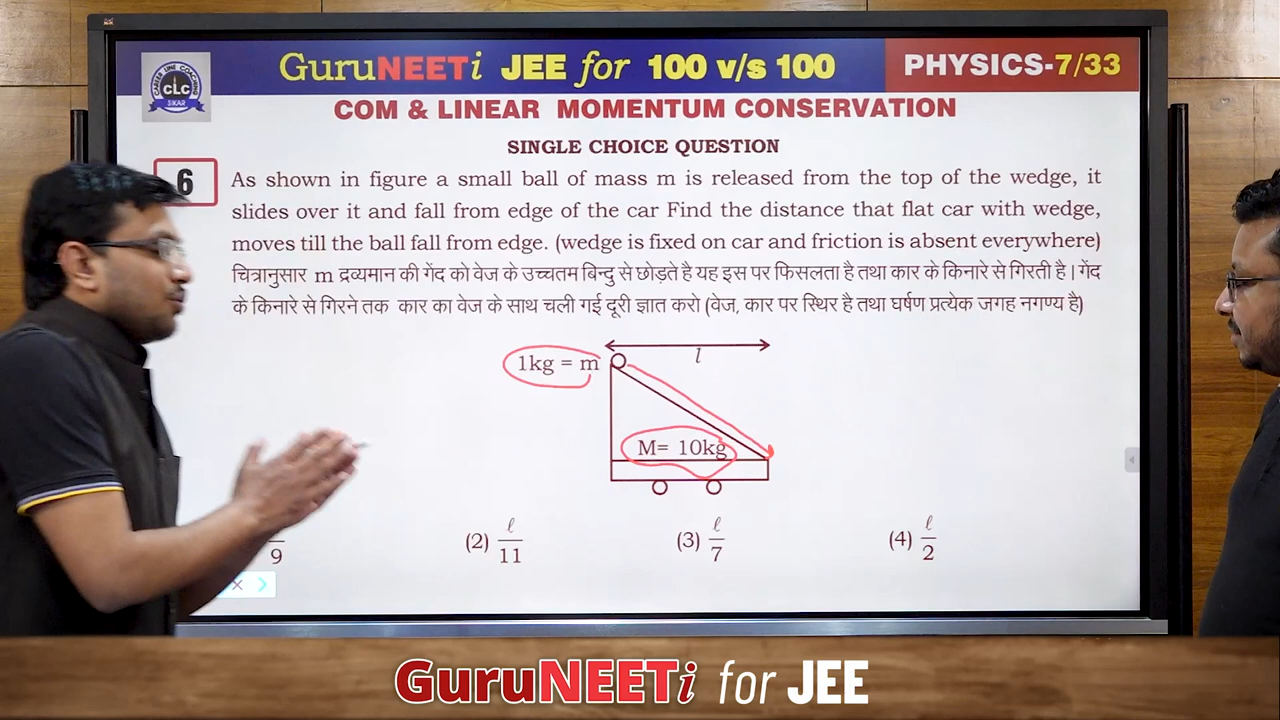 GuruNEETi JEE for 100 v/s 100
PHYSICS-7/33
CAREER LINE COACHING
CLC
SIKAR
COM & LINEAR MOMENTUM CONSERVATION
SINGLE CHOICE QUESTION
6
As shown in figure a small ball of mass m is released from the top of the wedge, it
slides over it and fall from edge of the car Find the distance that flat car with wedge,
moves till the ball fall from edge. (wedge is fixed on car and friction is absent everywhere)
चित्रानुसार m द्रव्यमान की गेंद को वेज के उच्चतम बिन्दु से छोड़ते है यह इस पर फिसलता है तथा कार के किनारे से गिरती है। गेंद
के किनारे से गिरने तक कार का वेज के साथ चली गई दूरी ज्ञात करो (वेज, कार पर स्थिर है तथा घर्षण प्रत्येक जगह नगण्य है)
l
1kg = m
M= 10kg
9
(2) ℓ/11
(3) ℓ/7
(4) ℓ/2
GuruNEETi for JEE